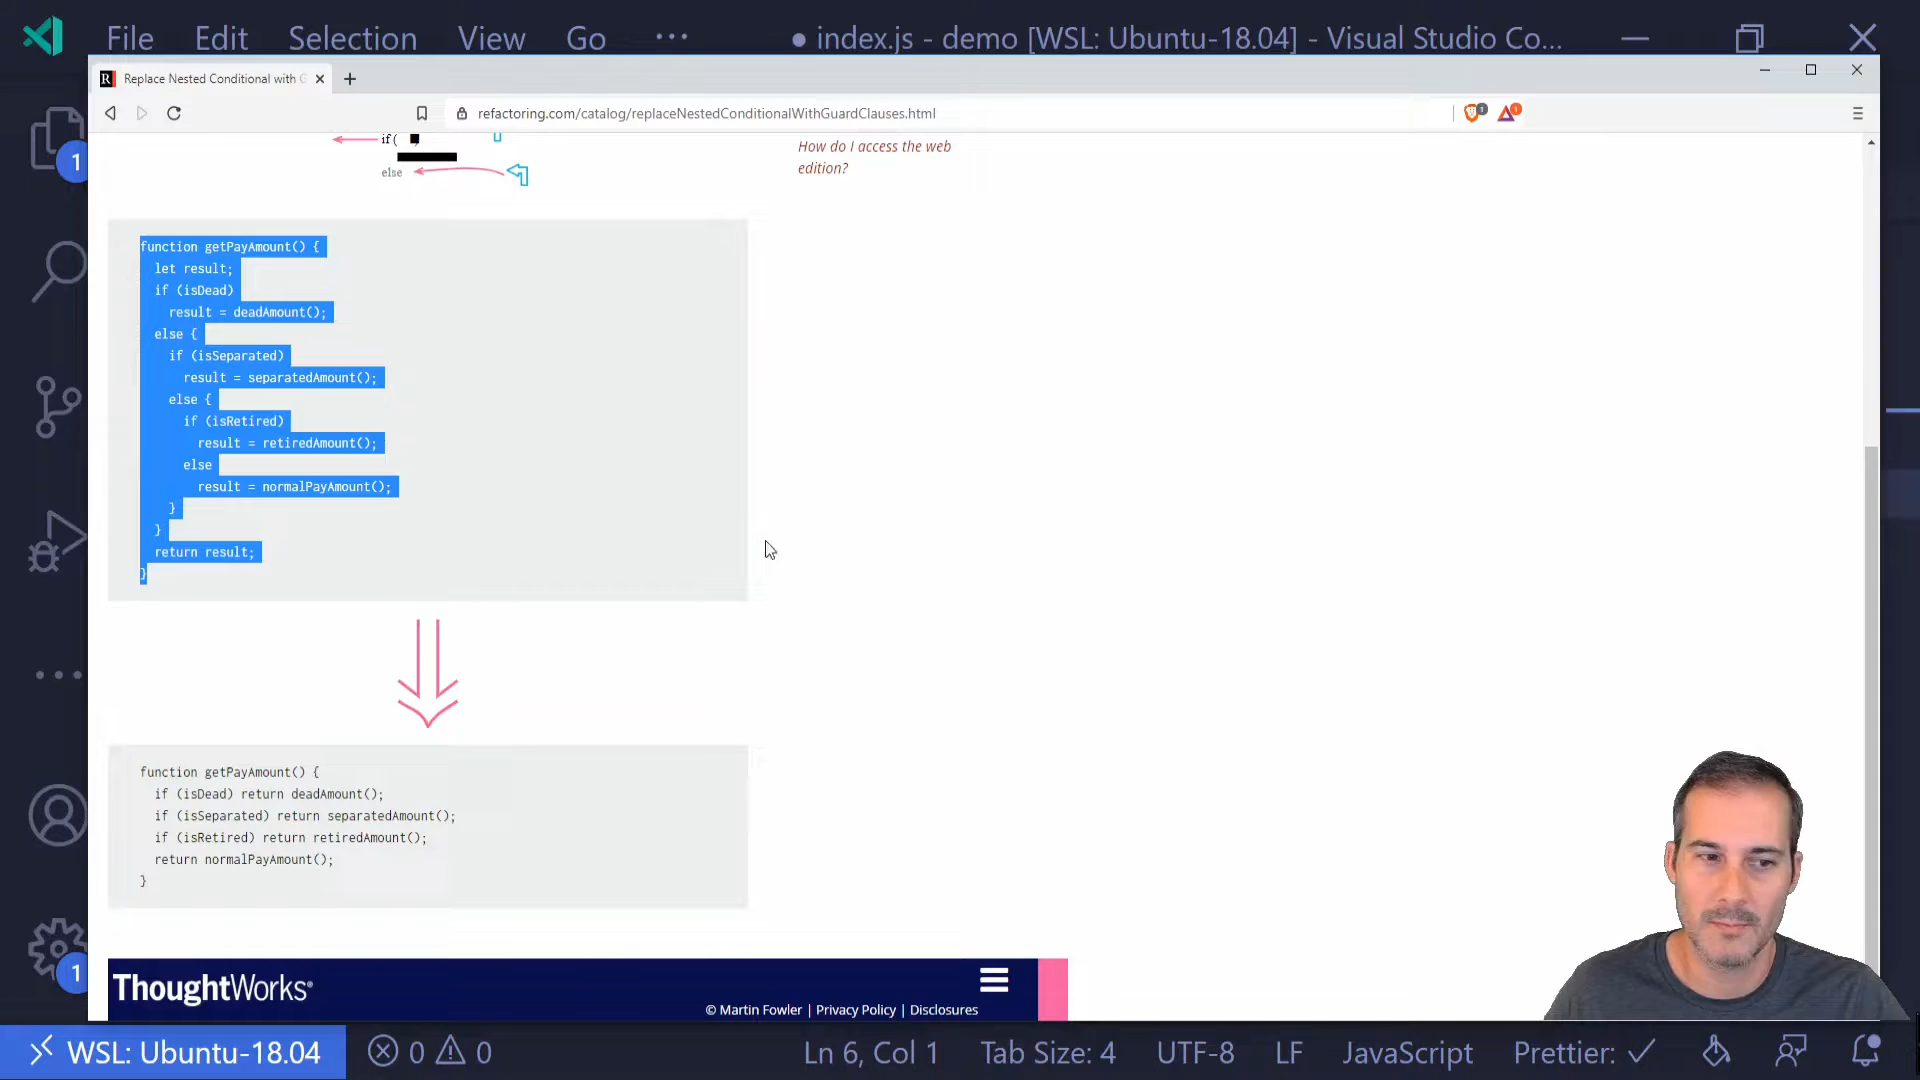 File Edit Selection View Go ··· ● index.js - demo [WSL: Ubuntu-18.04] - Visual Studio Co...
Replace Nested Conditional with G
refactoring.com/catalog/replaceNestedConditionalWithGuardClauses.html
1
1
if(
else
How do I access the web
edition?
1
function getPayAmount() {
let result;
if (isDead)
result = deadAmount();
else {
if (isSeparated)
result = separatedAmount();
else {
if (isRetired)
result = retiredAmount();
else
result = normalPayAmount();
}
}
return result;
}
function getPayAmount() {
if (isDead) return deadAmount();
if (isSeparated) return separatedAmount();
if (isRetired) return retiredAmount();
return normalPayAmount();
}
1
ThoughtWorks®
© Martin Fowler | Privacy Policy | Disclosures
WSL: Ubuntu-18.04 0 0 Ln 6, Col 1 Tab Size: 4 UTF-8 LF JavaScript Prettier: ✓